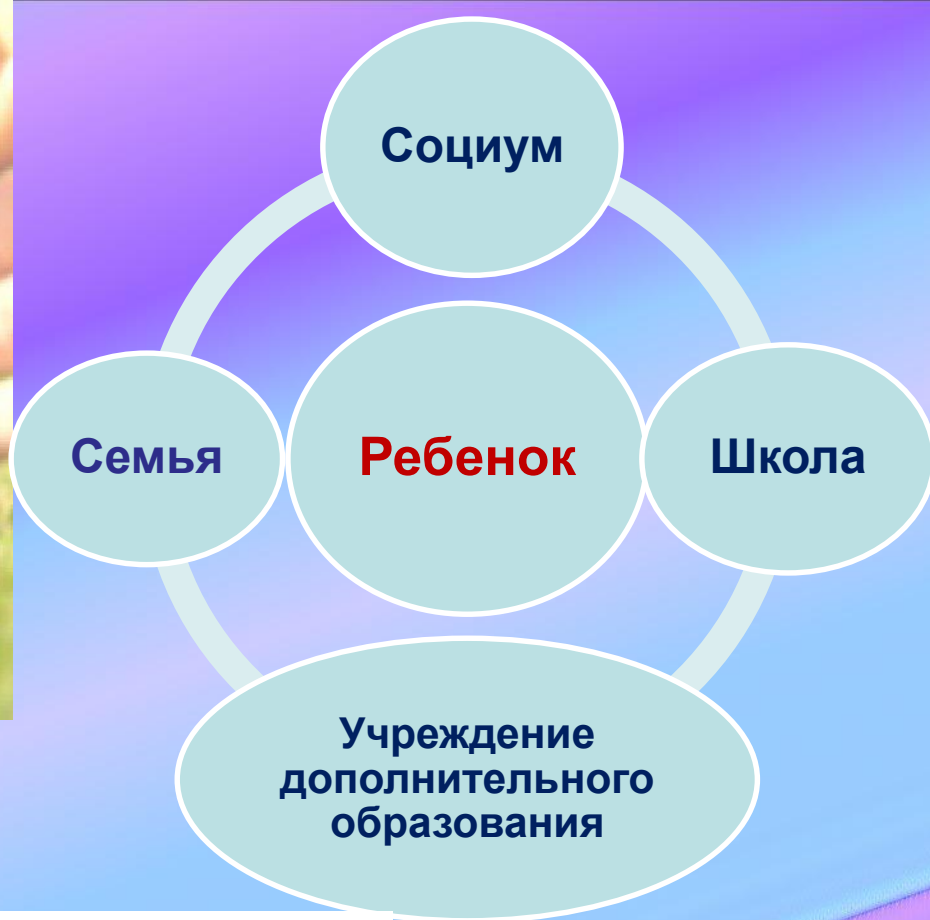 Социум
Семья
Ребенок
Школа
Учреждение
дополнительного
образования